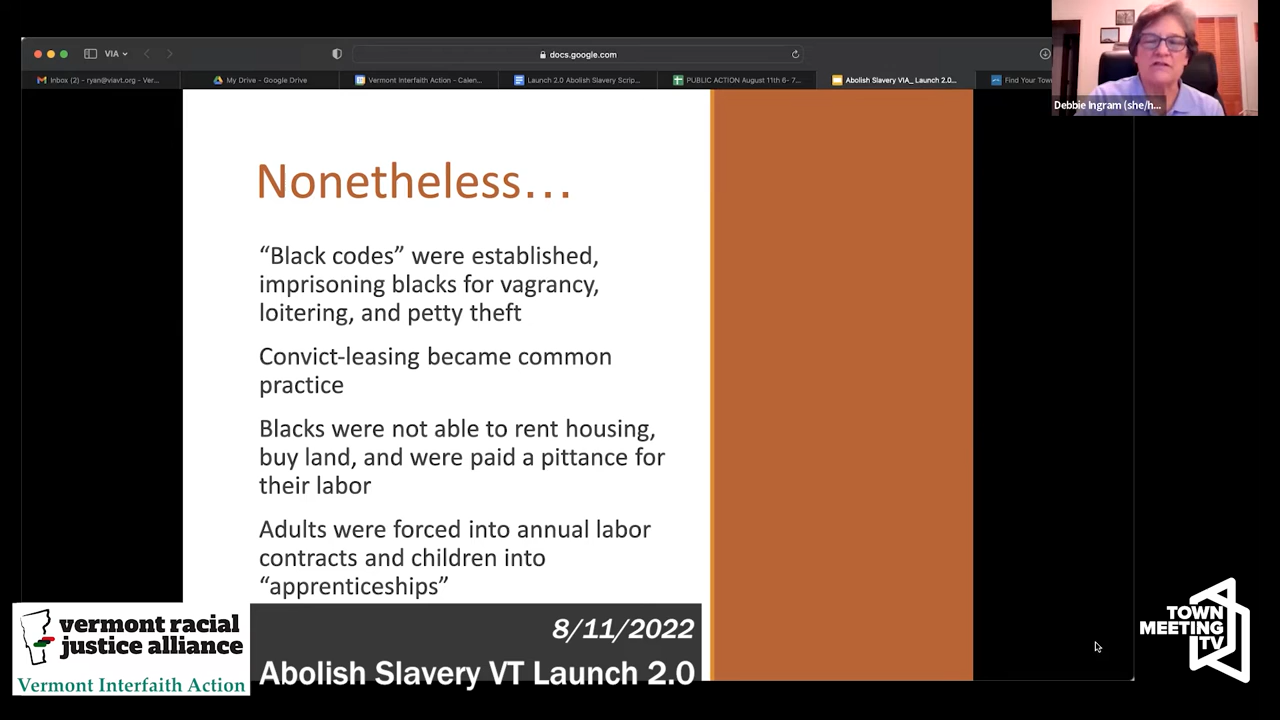 VIA
docs.google.com
Inbox (2) - ryan@viavt.org - Ver...
My Drive - Google Drive
Vermont Interfaith Action - Calen...
Launch 2.0 Abolish Slavery Scrip...
PUBLIC ACTION August 11th 6- 7...
Abolish Slavery VIA_ Launch 2.0...
Find Your Town
Debbie Ingram (she/h...
Nonetheless...
“Black codes” were established,
imprisoning blacks for vagrancy,
loitering, and petty theft
Convict-leasing became common
practice
Blacks were not able to rent housing,
buy land, and were paid a pittance for
their labor
Adults were forced into annual labor
contracts and children into
“apprenticeships”
vermont racial
justice alliance
Vermont Interfaith Action
8/11/2022
Abolish Slavery VT Launch 2.0
TOWN
MEETING
TV